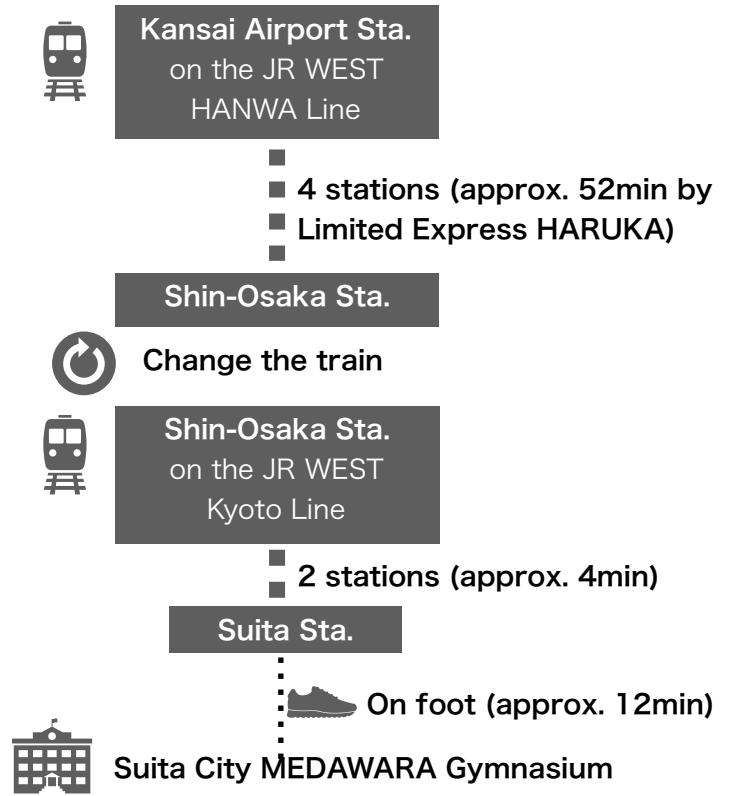 Kansai Airport Sta.
on the JR WEST
HANWA Line
4 stations (approx. 52min by
Limited Express HARUKA)
Shin-Osaka Sta.
Change the train
Shin-Osaka Sta.
on the JR WEST
Kyoto Line
2 stations (approx. 4min)
Suita Sta.
On foot (approx. 12min)
Suita City MEDAWARA Gymnasium